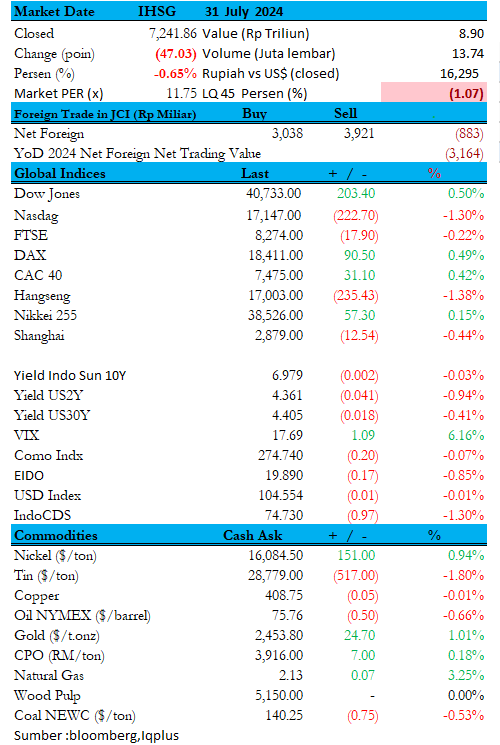 Market Date IHSG 31 July 2024
Closed 7,241.86 Value (Rp Triliun) 8.90
Change (poin) (47.03) Volume (Juta lembar) 13.74
Persen (%) -0.65% Rupiah vs US$ (closed) 16,295
Market PER (x) 11.75 LQ 45 Persen (%) (1.07)
Foreign Trade in JCI (Rp Miliar) Buy Sell
Net Foreign 3,038 3,921 (883)
YoD 2024 Net Foreign Net Trading Value (3,164)
Global Indices Last + / - %
Dow Jones 40,733.00 203.40 0.50%
Nasdag 17,147.00 (222.70) -1.30%
FTSE 8,274.00 (17.90) -0.22%
DAX 18,411.00 90.50 0.49%
CAC 40 7,475.00 31.10 0.42%
Hangseng 17,003.00 (235.43) -1.38%
Nikkei 255 38,526.00 57.30 0.15%
Shanghai 2,879.00 (12.54) -0.44%
Yield Indo Sun 10Y 6.979 (0.002) -0.03%
Yield US2Y 4.361 (0.041) -0.94%
Yield US30Y 4.405 (0.018) -0.41%
VIX 17.69 1.09 6.16%
Como Indx 274.740 (0.20) -0.07%
EIDO 19.890 (0.17) -0.85%
USD Index 104.554 (0.01) -0.01%
IndoCDS 74.730 (0.97) -1.30%
Commodities Cash Ask + / - %
Nickel ($/ton) 16,084.50 151.00 0.94%
Tin ($/ton) 28,779.00 (517.00) -1.80%
Copper 408.75 (0.05) -0.01%
Oil NYMEX ($/barrel) 75.76 (0.50) -0.66%
Gold ($/t.onz) 2,453.80 24.70 1.01%
CPO (RM/ton) 3,916.00 7.00 0.18%
Natural Gas 2.13 0.07 3.25%
Wood Pulp 5,150.00 - 0.00%
Coal NEWC ($/ton) 140.25 (0.75) -0.53%
Sumber :bloomberg,Iqplus